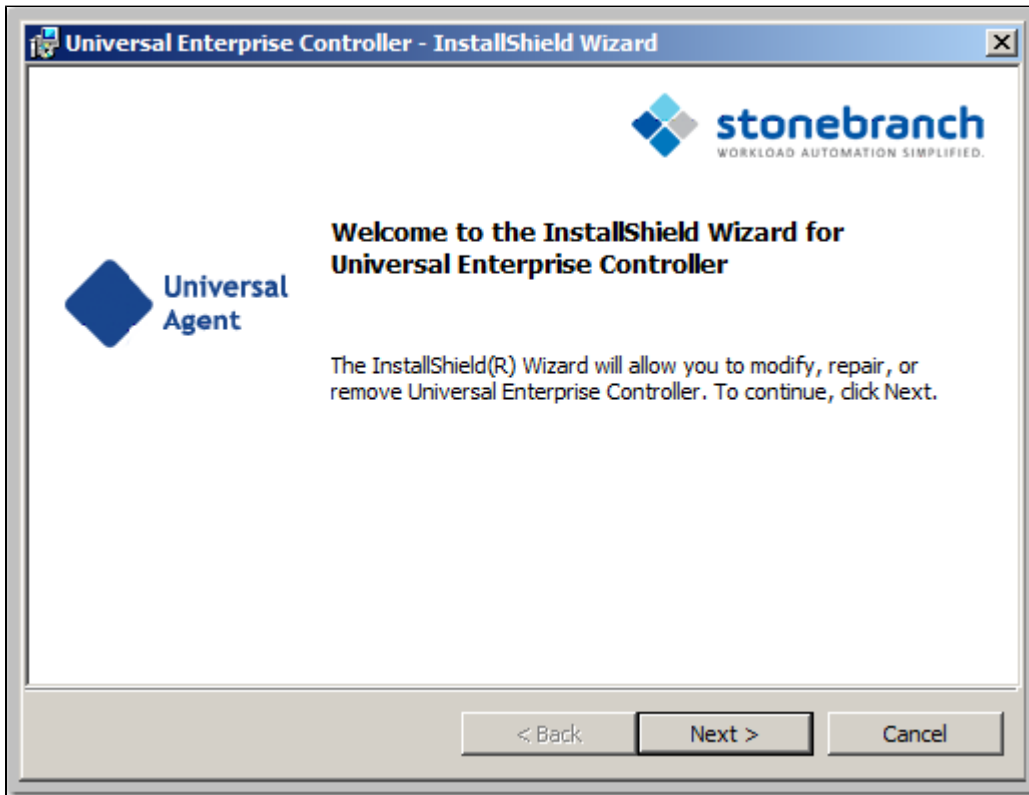 Universal Enterprise Controller - InstallShield Wizard
stonebranch
WORKLOAD AUTOMATION SIMPLIFIED.
Welcome to the InstallShield Wizard for
Universal Enterprise Controller
Universal
Agent
The InstallShield(R) Wizard will allow you to modify, repair, or
remove Universal Enterprise Controller. To continue, click Next.
< Back
Next >
Cancel